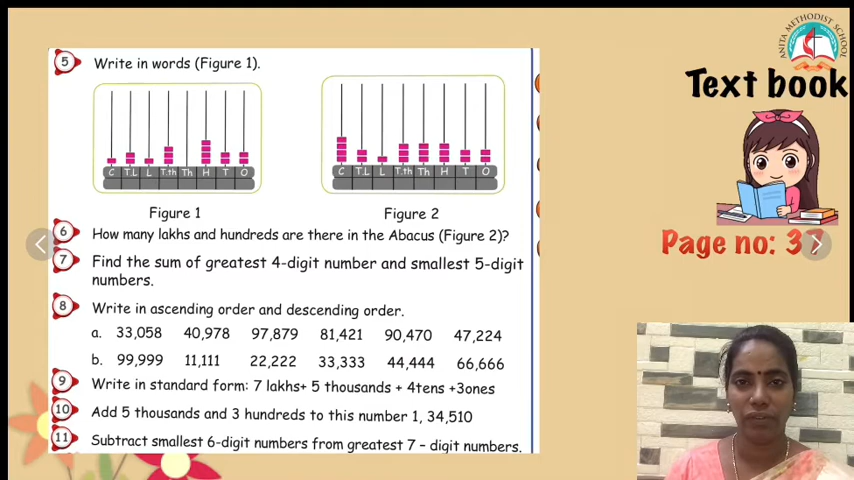 ANITA METHODIST SCHOOL
Text book
5 Write in words (Figure 1).
C T.L L T.th Th H T O
C T.L L T.th Th H T O
Figure 1 Figure 2
6 How many lakhs and hundreds are there in the Abacus (Figure 2)?
Page no: 37
7 Find the sum of greatest 4-digit number and smallest 5-digit
numbers.
8 Write in ascending order and descending order.
a. 33,058 40,978 97,879 81,421 90,470 47,224
b. 99,999 11,111 22,222 33,333 44,444 66,666
9 Write in standard form: 7 lakhs+ 5 thousands + 4tens +3ones
10 Add 5 thousands and 3 hundreds to this number 1, 34,510
11 Subtract smallest 6-digit numbers from greatest 7 - digit numbers.